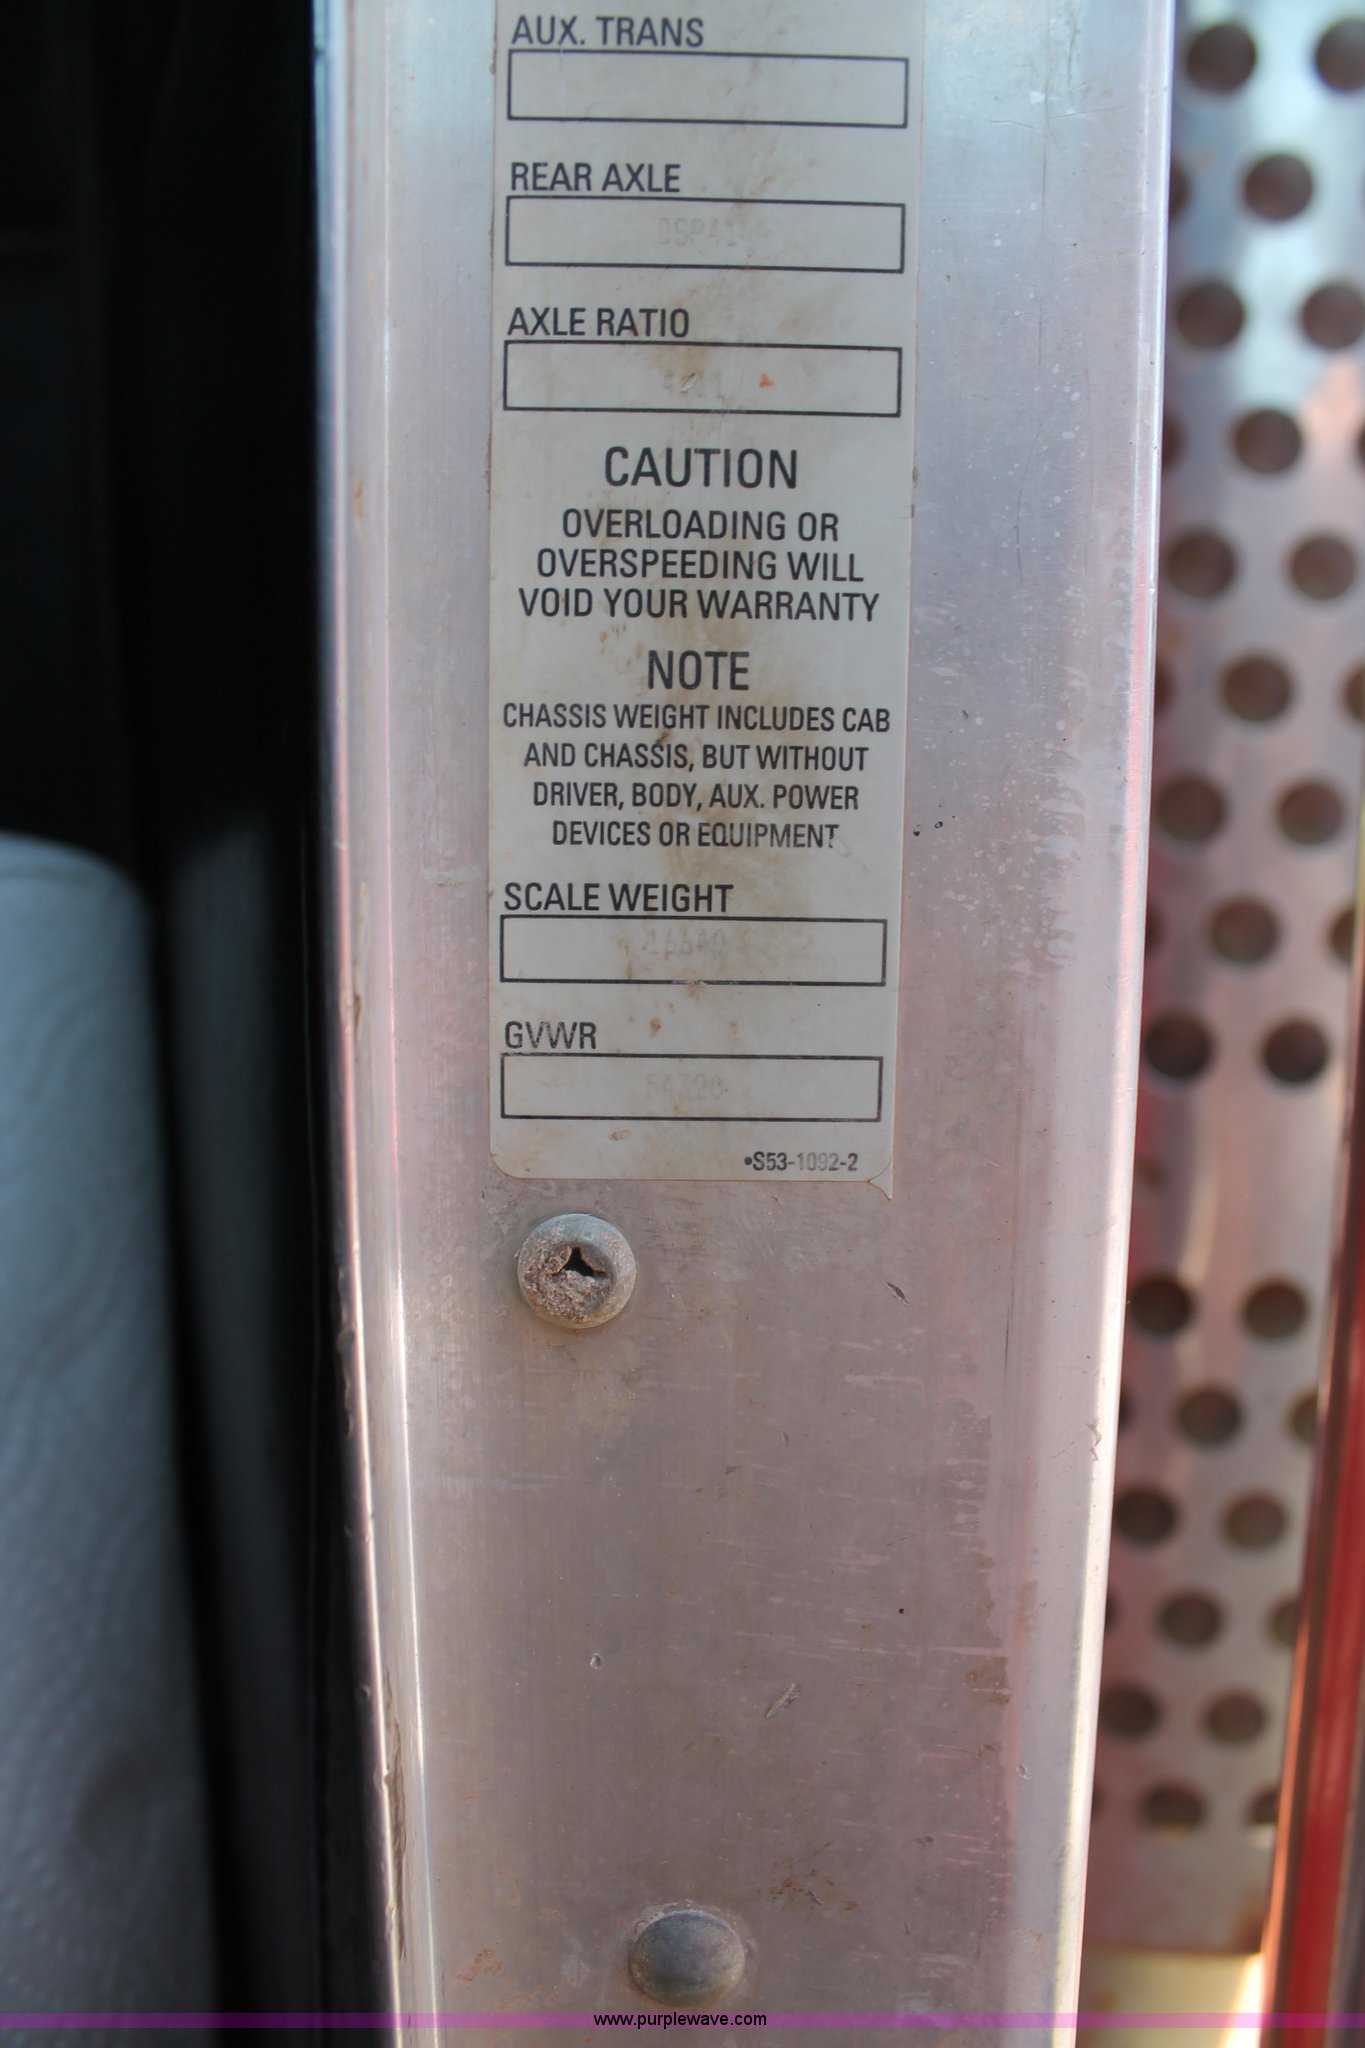 AUX. TRANS
REAR AXLE
AXLE RATIO
CAUTION
OVERLOADING OR
OVERSPEEDING WILL
VOID YOUR WARRANTY
NOTE
CHASSIS WEIGHT INCLUDES CAB
AND CHASSIS, BUT WITHOUT
DRIVER, BODY, AUX. POWER
DEVICES OR EQUIPMENT
SCALE WEIGHT
GVWR
•S53-1092-2
www.purplewave.com